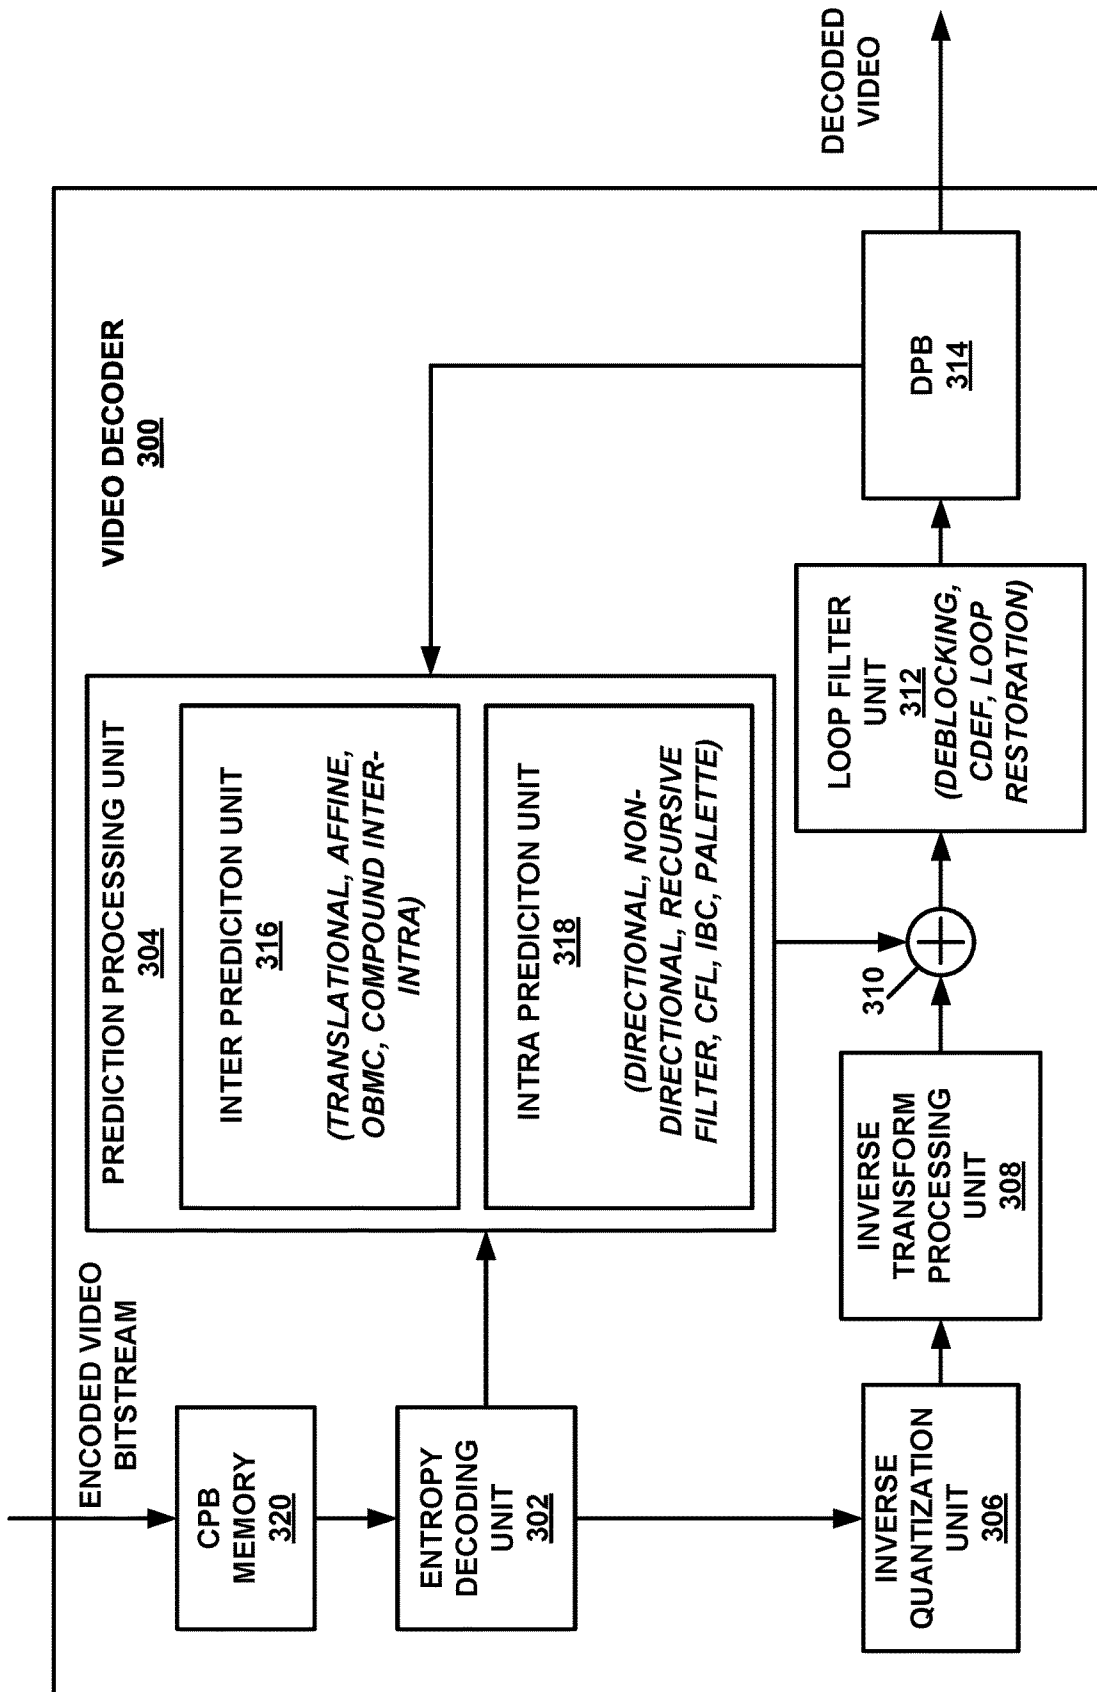 ENCODED VIDEO
BITSTREAM
VIDEO DECODER
300
CPB
MEMORY
320
ENTROPY
DECODING
UNIT
302
PREDICTION PROCESSING UNIT
304
INTER PREDICITON UNIT
316
(TRANSLATIONAL, AFFINE,
OBMC, COMPOUND INTER-
INTRA)
INTRA PREDICITON UNIT
318
(DIRECTIONAL, NON-
DIRECTIONAL, RECURSIVE
FILTER, CFL, IBC, PALETTE)
INVERSE
QUANTIZATION
UNIT
306
INVERSE
TRANSFORM
PROCESSING
UNIT
308
310
LOOP FILTER
UNIT
312
(DEBLOCKING,
CDEF, LOOP
RESTORATION)
DPB
314
DECODED
VIDEO